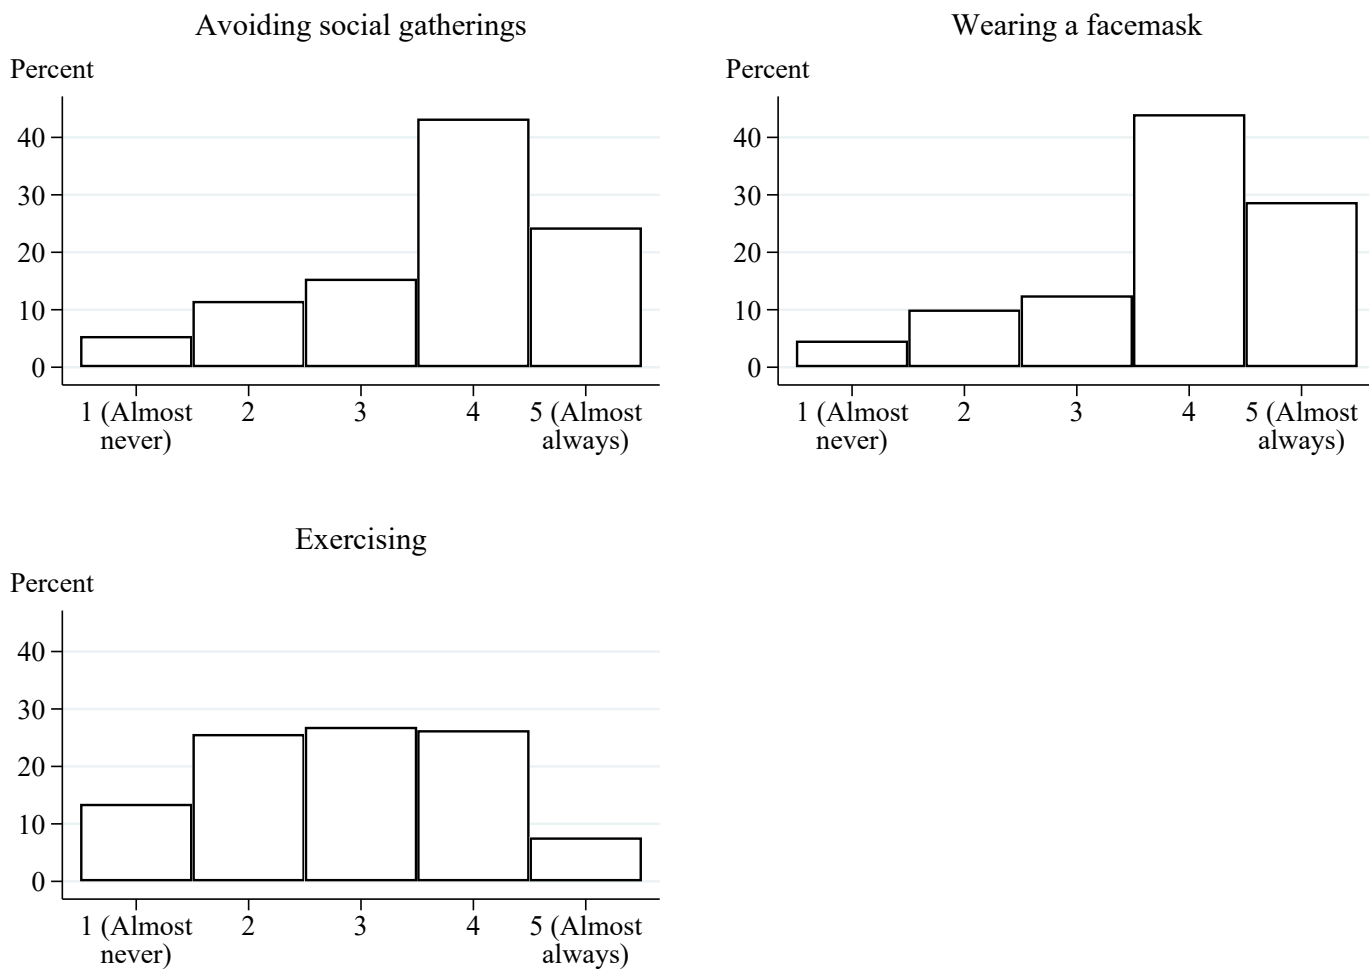 Avoiding social gatherings
Percent
40
30
20
10
0
1 (Almost never)
2
3
4
5 (Almost always)
Wearing a facemask
Percent
40
30
20
10
0
1 (Almost never)
2
3
4
5 (Almost always)
Exercising
Percent
40
30
20
10
0
1 (Almost never)
2
3
4
5 (Almost always)